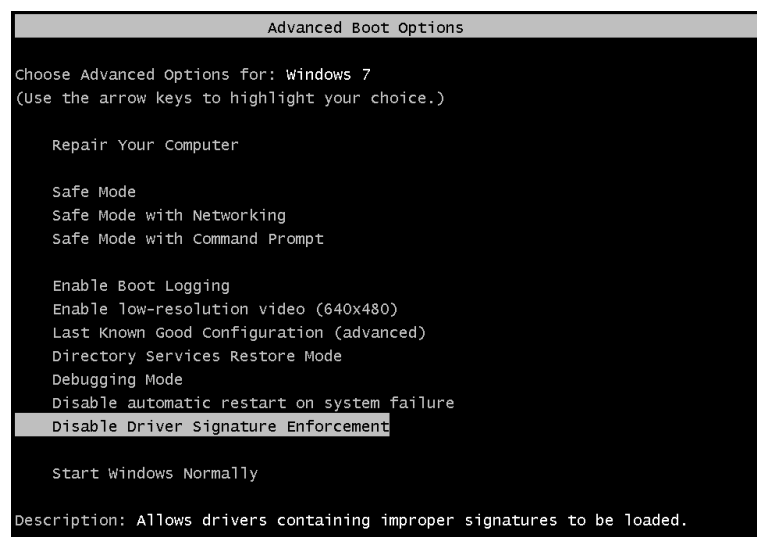 Advanced Boot Options
Choose Advanced Options for: Windows 7
(Use the arrow keys to highlight your choice.)
Repair Your Computer
Safe Mode
Safe Mode with Networking
Safe Mode with Command Prompt
Enable Boot Logging
Enable low-resolution video (640x480)
Last Known Good Configuration (advanced)
Directory Services Restore Mode
Debugging Mode
Disable automatic restart on system failure
Disable Driver Signature Enforcement
Start Windows Normally
Description: Allows drivers containing improper signatures to be loaded.